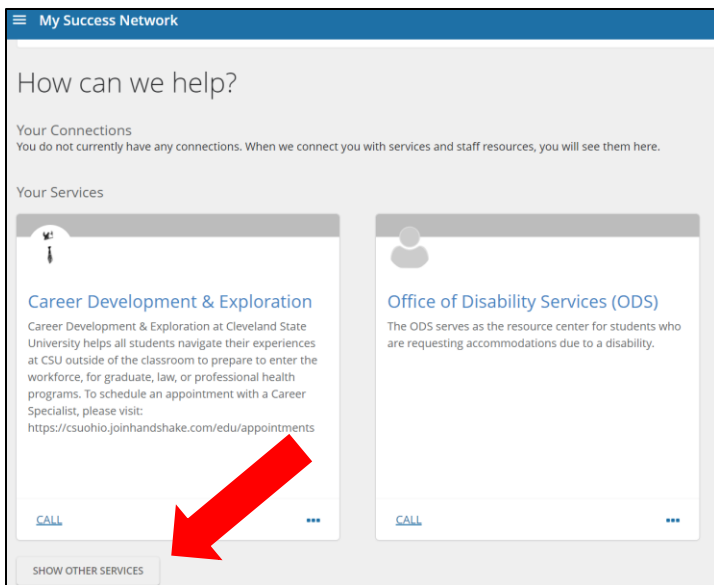 My Success Network
How can we help?
Your Connections
You do not currently have any connections. When we connect you with services and staff resources, you will see them here.
Your Services
Career Development & Exploration
Career Development & Exploration at Cleveland State
University helps all students navigate their experiences
at CSU outside of the classroom to prepare to enter the
workforce, for graduate, law, or professional health
programs. To schedule an appointment with a Career
Specialist, please visit:
https://csuohio.joinhandshake.com/edu/appointments
CALL
Office of Disability Services (ODS)
The ODS serves as the resource center for students who
are requesting accommodations due to a disability.
CALL
SHOW OTHER SERVICES